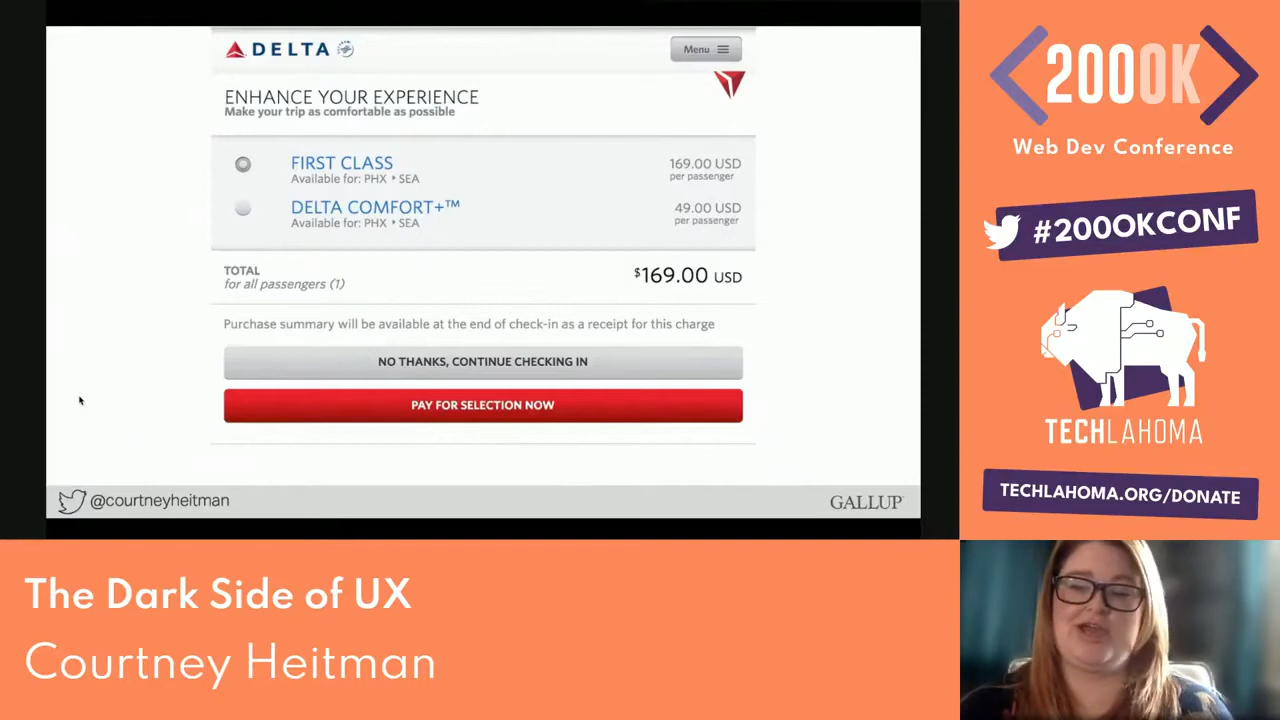 DELTA
Menu
ENHANCE YOUR EXPERIENCE
Make your trip as comfortable as possible
FIRST CLASS
169.00 USD
Available for: PHX ‣ SEA
per passenger
DELTA COMFORT+™
49.00 USD
Available for: PHX ‣ SEA
per passenger
TOTAL
for all passengers (1)
$169.00 USD
Purchase summary will be available at the end of check-in as a receipt for this charge
NO THANKS, CONTINUE CHECKING IN
PAY FOR SELECTION NOW
@courtneyheitman
GALLUP
200OK
Web Dev Conference
#200OKCONF
TECHLAHOMA
TECHLAHOMA.ORG/DONATE
The Dark Side of UX
Courtney Heitman